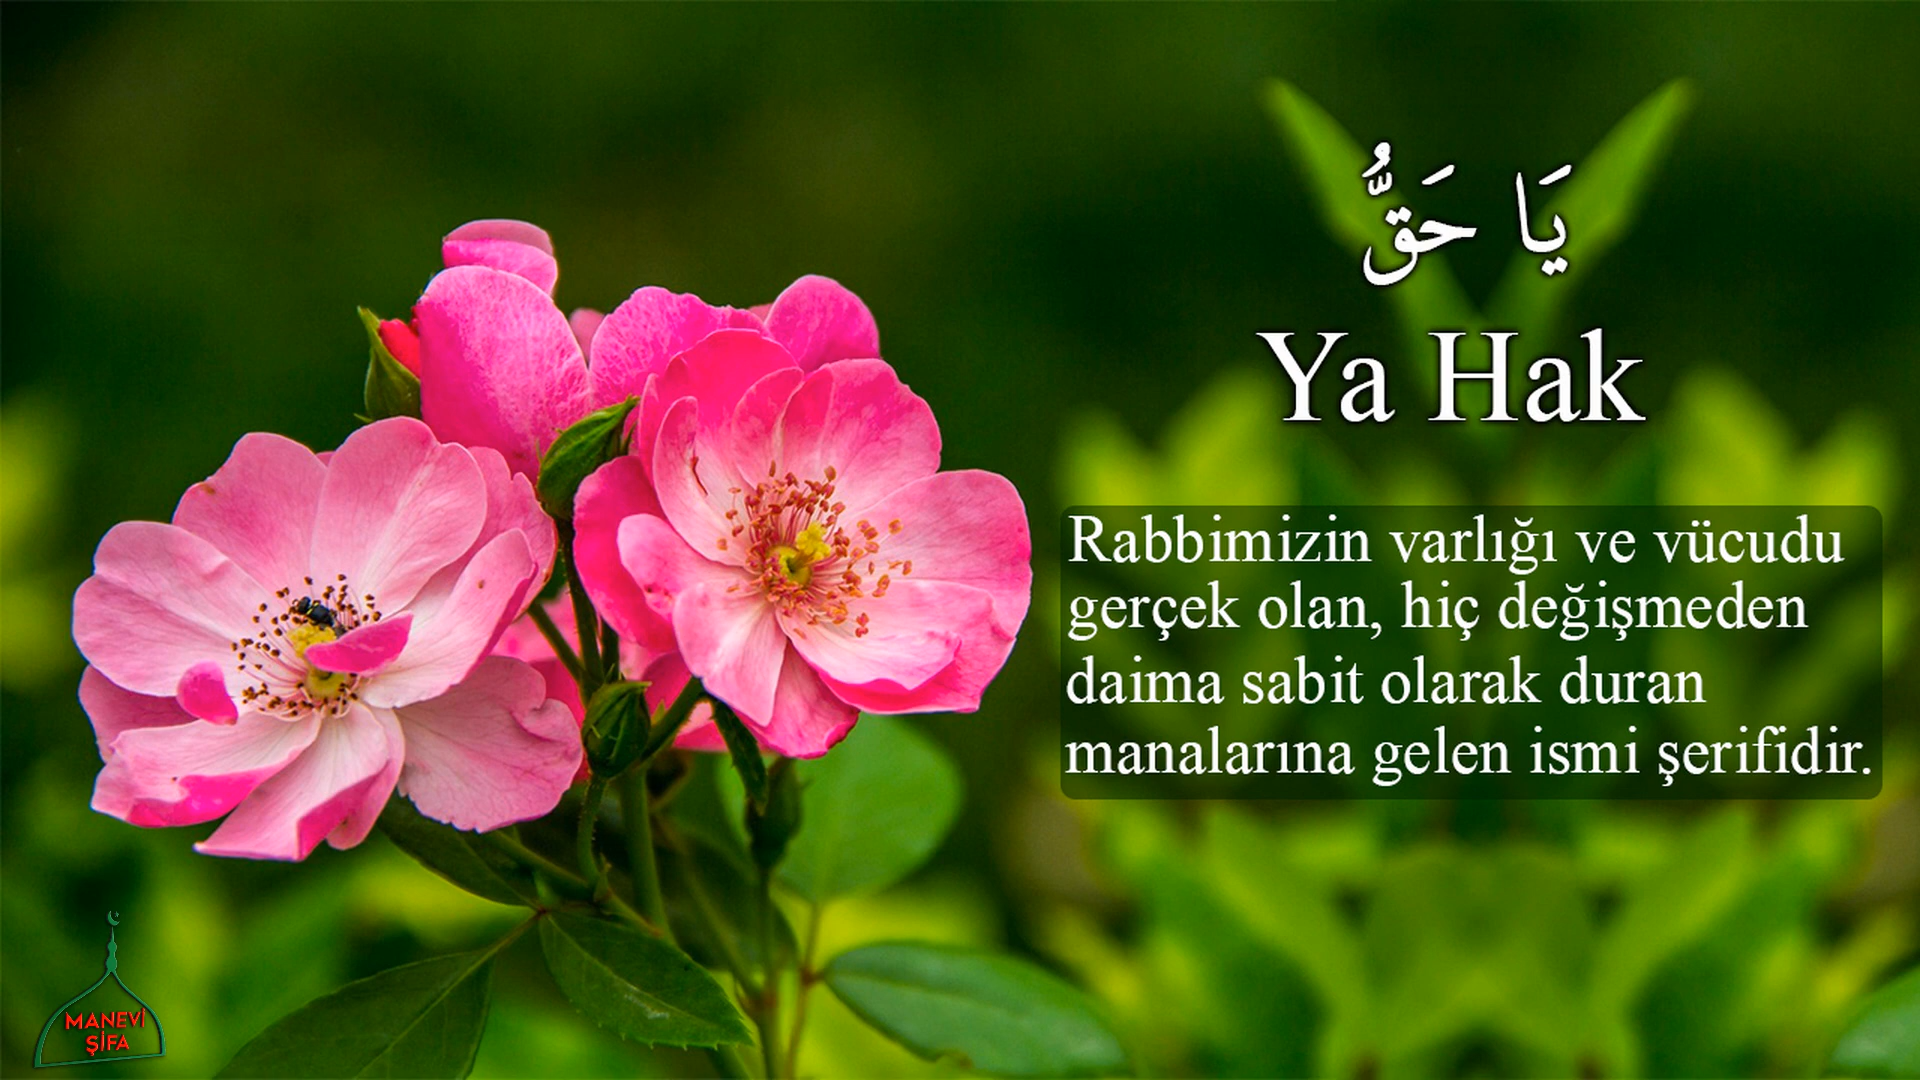 يَا حَقُّ
Ya Hak
Rabbimizin varlığı ve vücudu
gerçek olan, hiç değişmeden
daima sabit olarak duran
manalarına gelen ismi şerifidir.
MANEVİ
ŞİFA